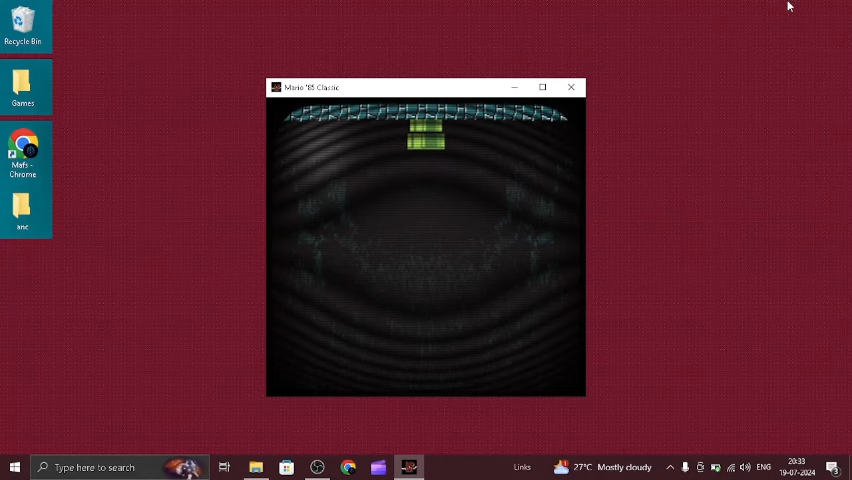 Recycle Bin
Games
Mafs -
Chrome
anc
Mario '85 Classic
Type here to search
Links
27°C Mostly cloudy
ENG
20:33
19-07-2024
3